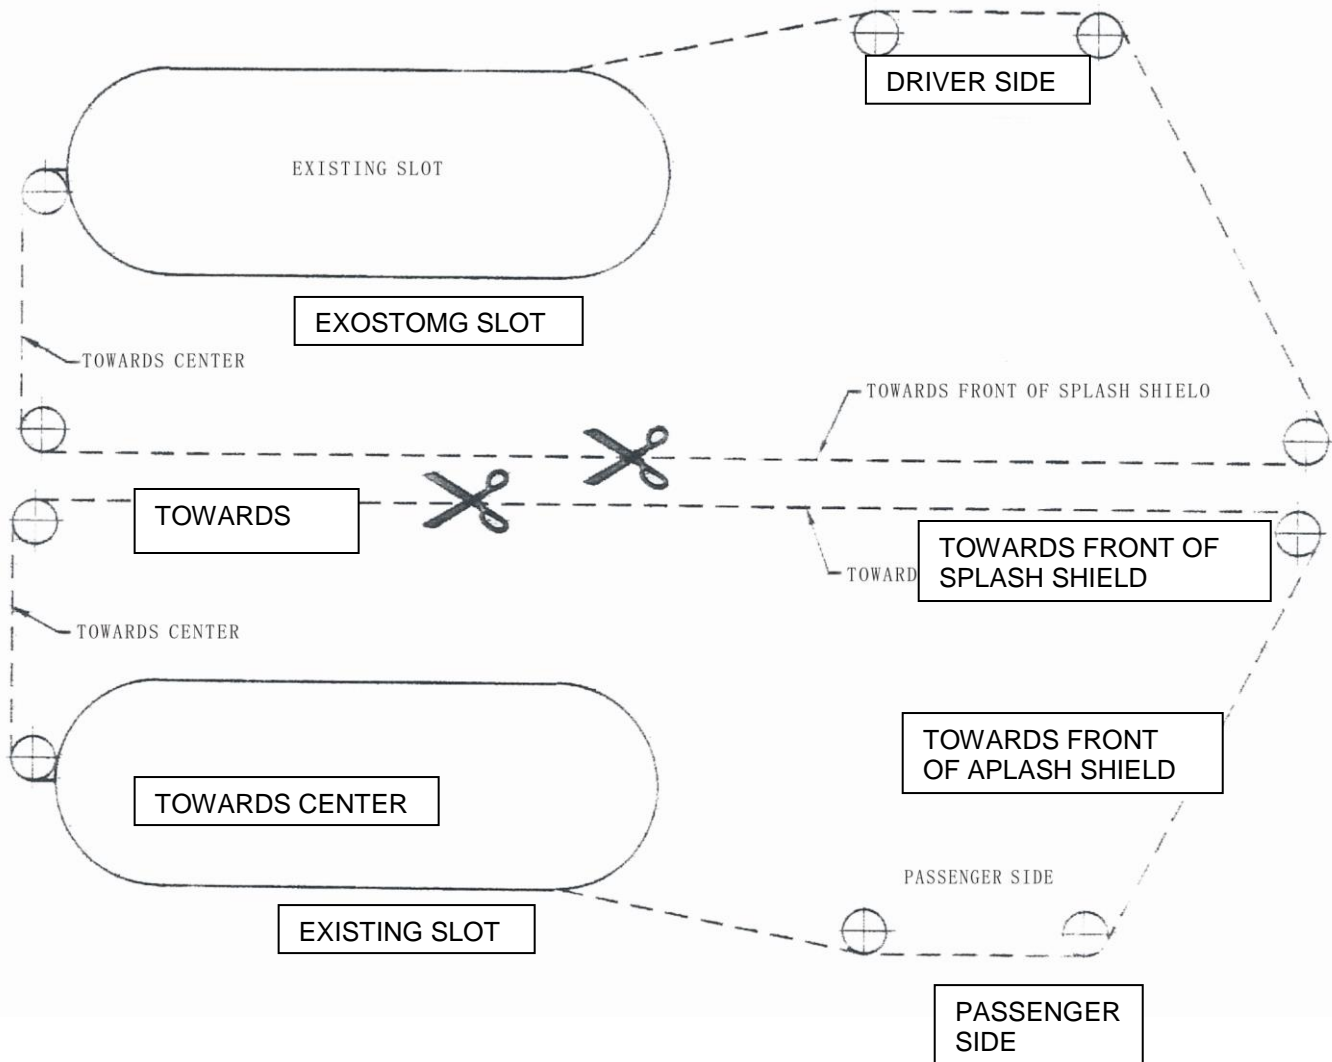 DRIVER SIDE
EXISTING SLOT
EXOSTOMG SLOT
TOWARDS CENTER
TOWARDS FRONT OF SPLASH SHIELO
TOWARDS
TOWARDS FRONT OF
SPLASH SHIELD
TOWARD
TOWARDS CENTER
TOWARDS FRONT
OF APLASH SHIELD
TOWARDS CENTER
PASSENGER SIDE
EXISTING SLOT
PASSENGER
SIDE